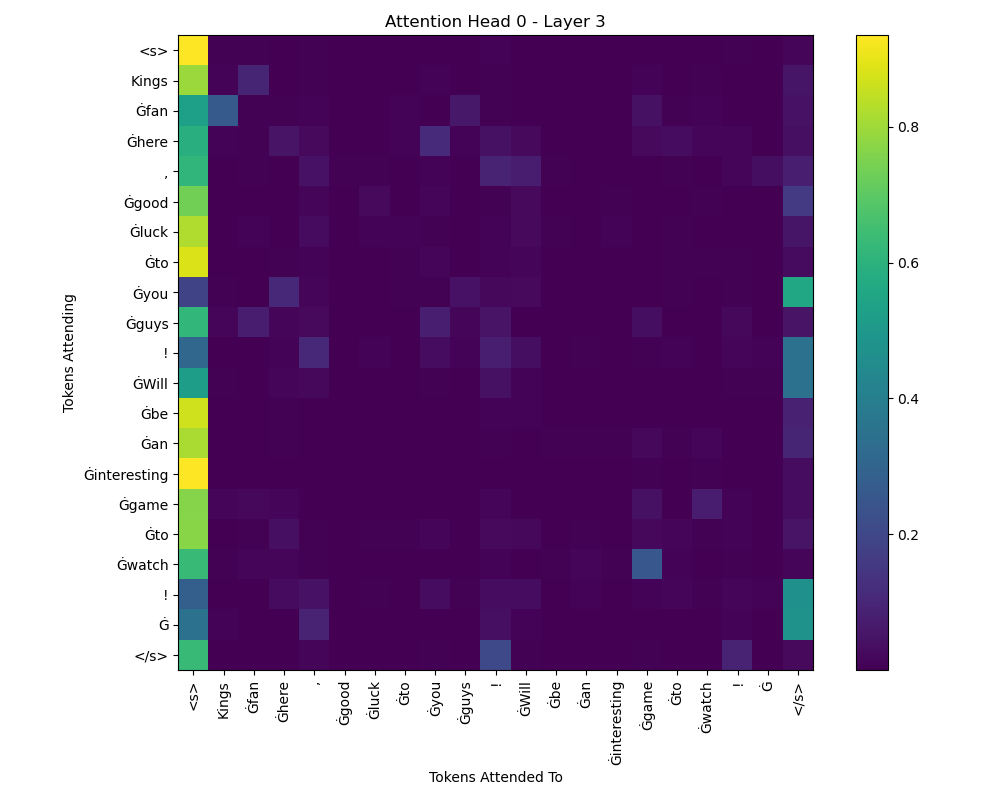 Attention Head 0 - Layer 3
Tokens Attending
<s>
Kings
Ġfan
Ġhere
,
Ġgood
Ġluck
Ġto
Ġyou
Ġguys
!
ĠWill
Ġbe
Ġan
Ġinteresting
Ġgame
Ġto
Ġwatch
!
Ġ
</s>
<s>
Kings
Ġfan
Ġhere
,
Ġgood
Ġluck
Ġto
Ġyou
Ġguys
!
ĠWill
Ġbe
Ġan
Ġinteresting
Ġgame
Ġto
Ġwatch
!
Ġ
</s>
Tokens Attended To
0.8
0.6
0.4
0.2